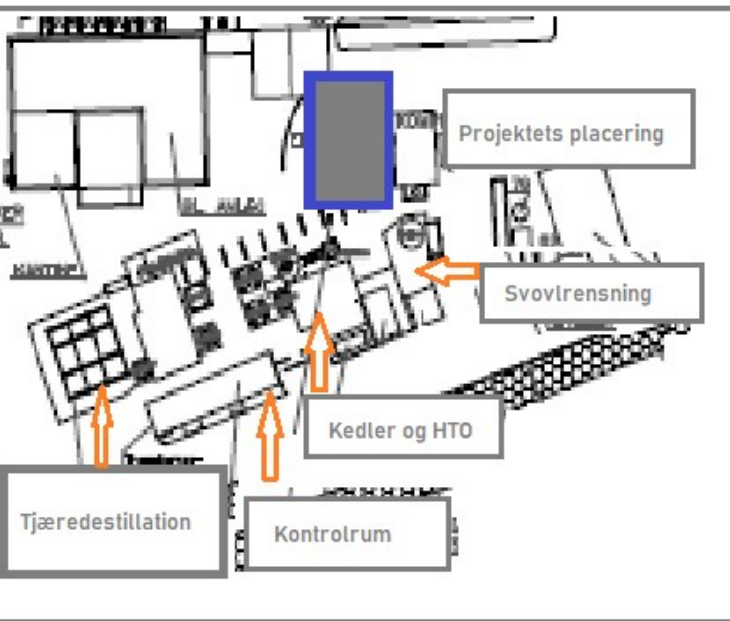 Projektets placering
Svovlrensning
Kedler og HTO
Tjæredestillation
Kontrolrum